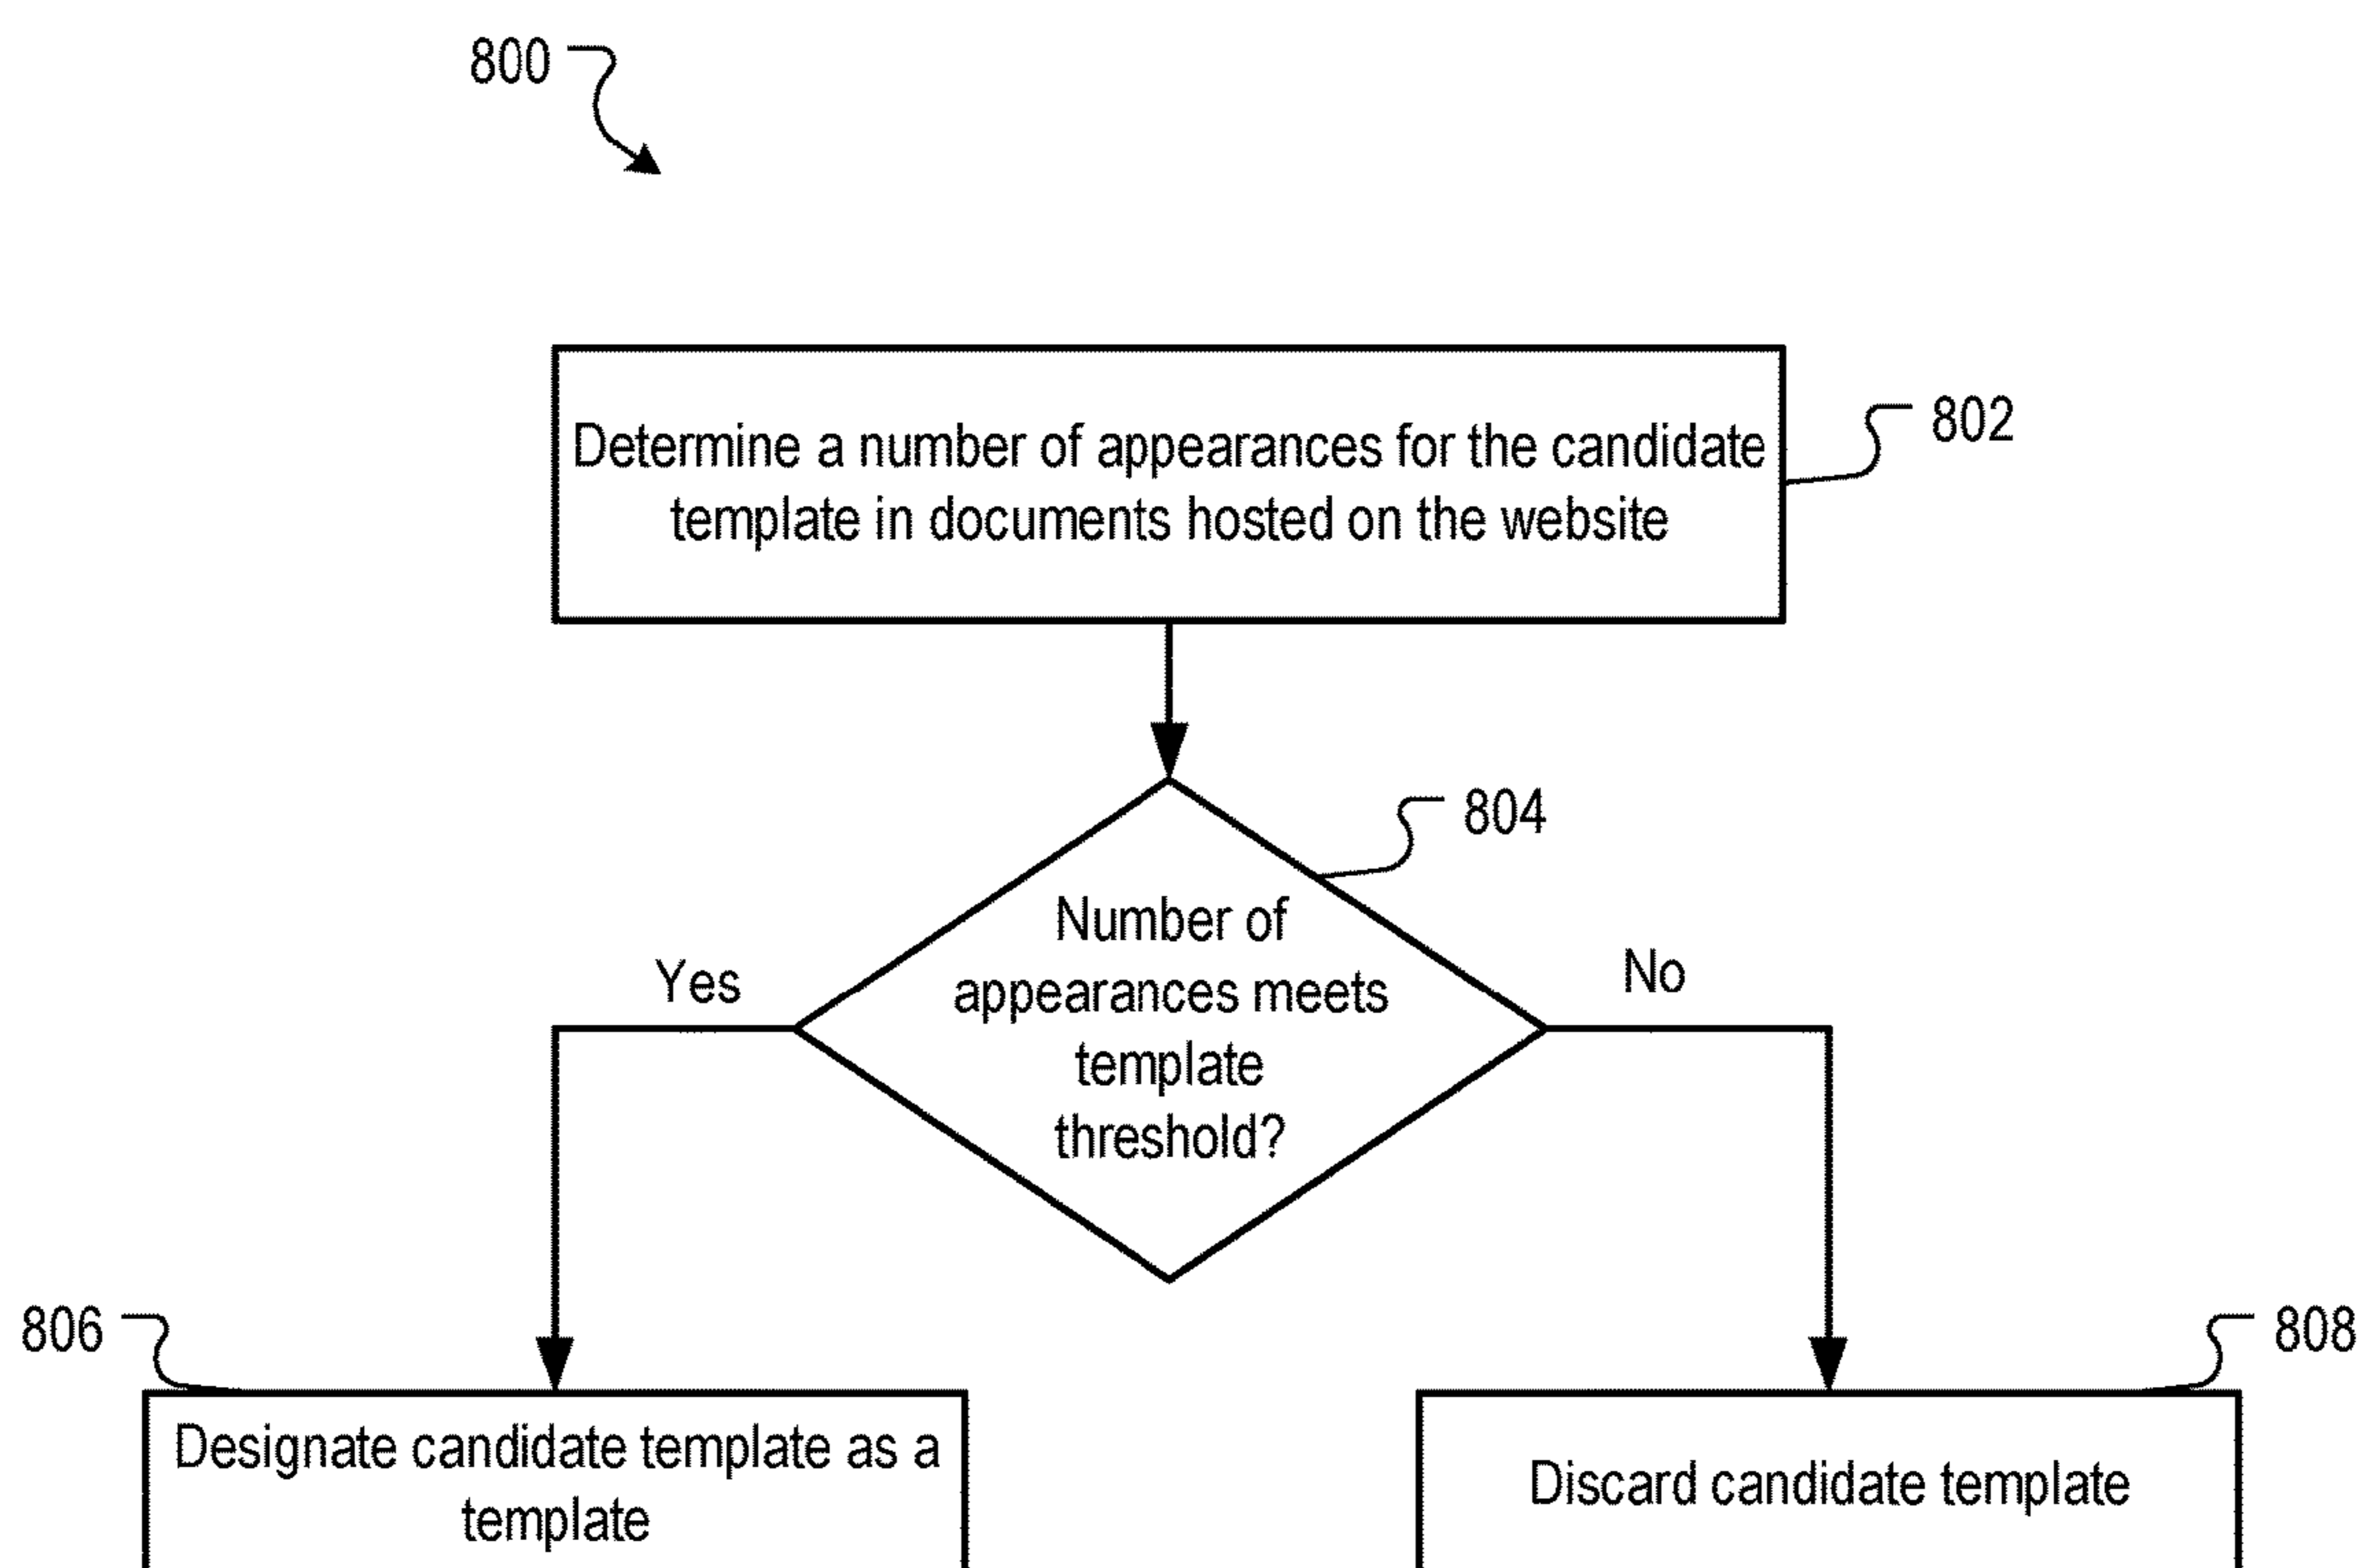 800
Determine a number of appearances for the candidate
template in documents hosted on the website
802
804
Number of
appearances meets
template
threshold?
Yes
No
806
808
Designate candidate template as a
template
Discard candidate template